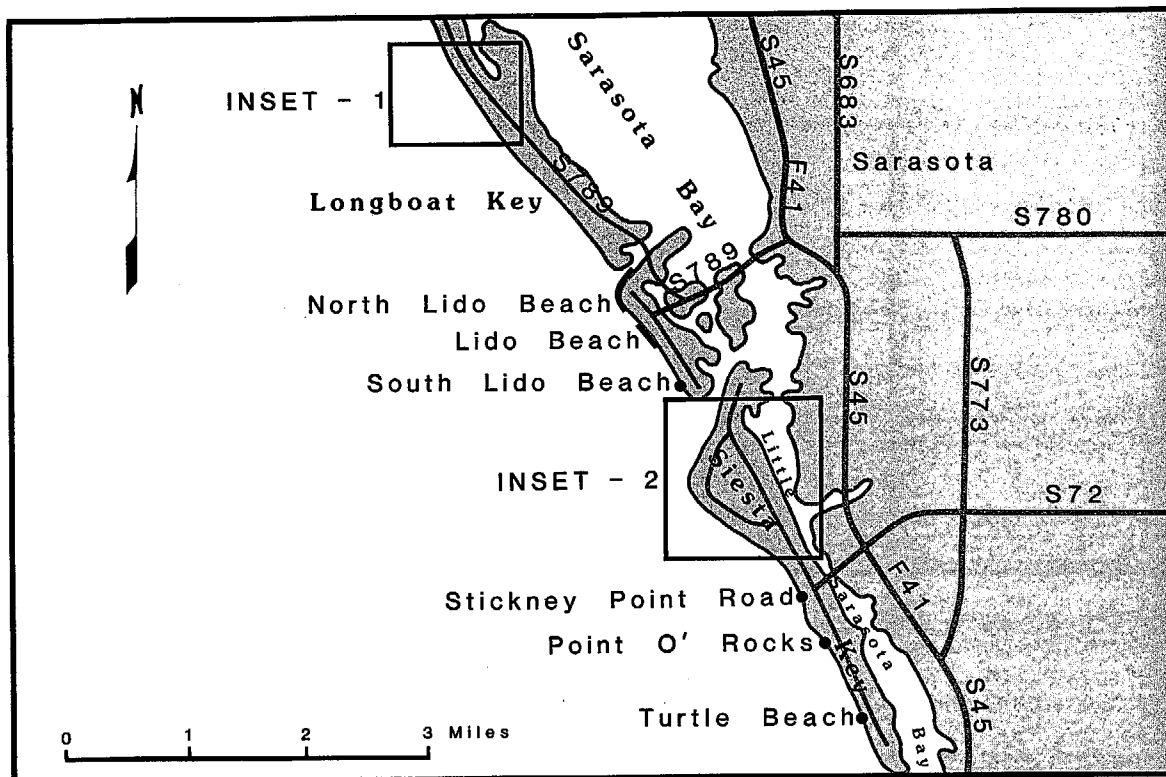 N
INSET - 1
Sarasota
Bay
S45
S683
F41
Sarasota
S780
Longboat Key
S789
S789
North Lido Beach
Lido Beach
South Lido Beach
S45
S773
INSET - 2
Siesta
Little
S72
F41
Stickney Point Road
Sarasota
Point O' Rocks
Key
Turtle Beach
S45
Bay
0 1 2 3 Miles